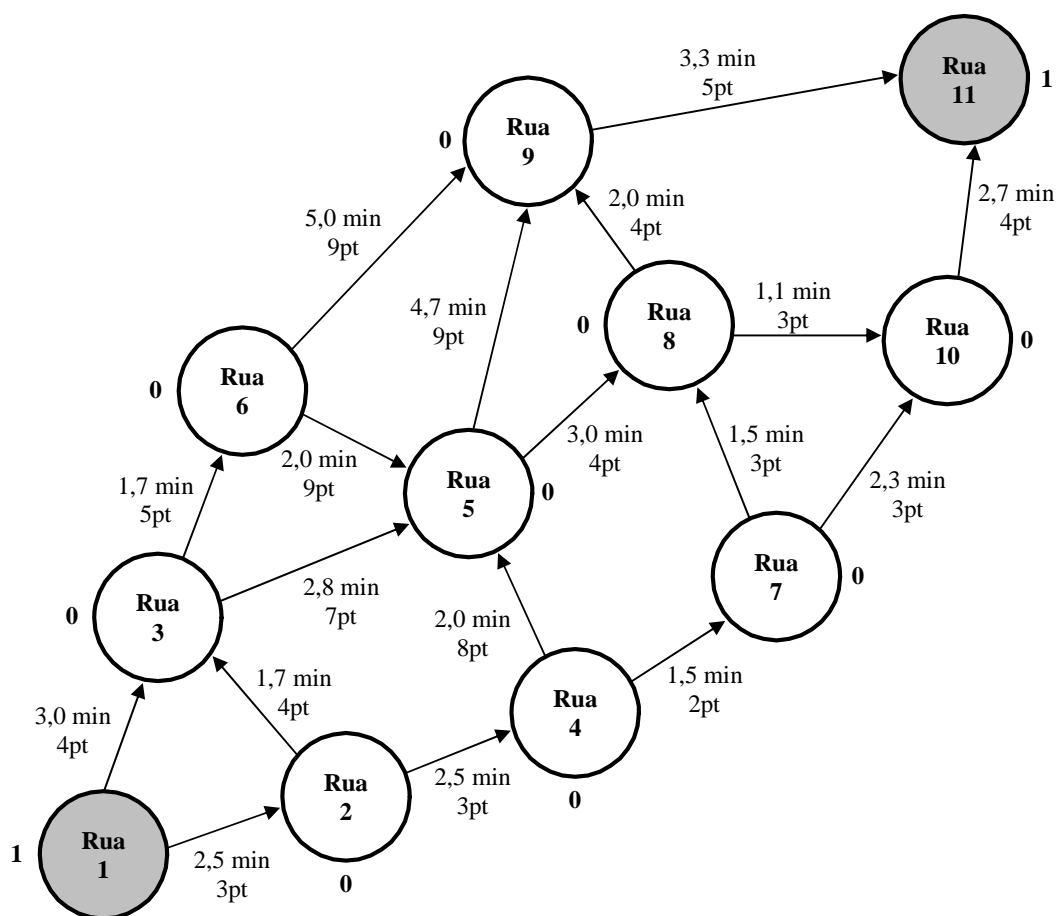 3,3 min
5pt
Rua
11
1
Rua
9
0
2,7 min
4pt
2,0 min
4pt
5,0 min
9pt
4,7 min
9pt
1,1 min
3pt
Rua
8
0
Rua
10
0
Rua
6
0
3,0 min
4pt
1,5 min
3pt
2,0 min
9pt
Rua
5
0
2,3 min
3pt
1,7 min
5pt
Rua
7
0
2,8 min
7pt
Rua
3
0
2,0 min
8pt
1,7 min
4pt
1,5 min
2pt
Rua
4
0
3,0 min
4pt
Rua
2
0
2,5 min
3pt
Rua
1
1
2,5 min
3pt